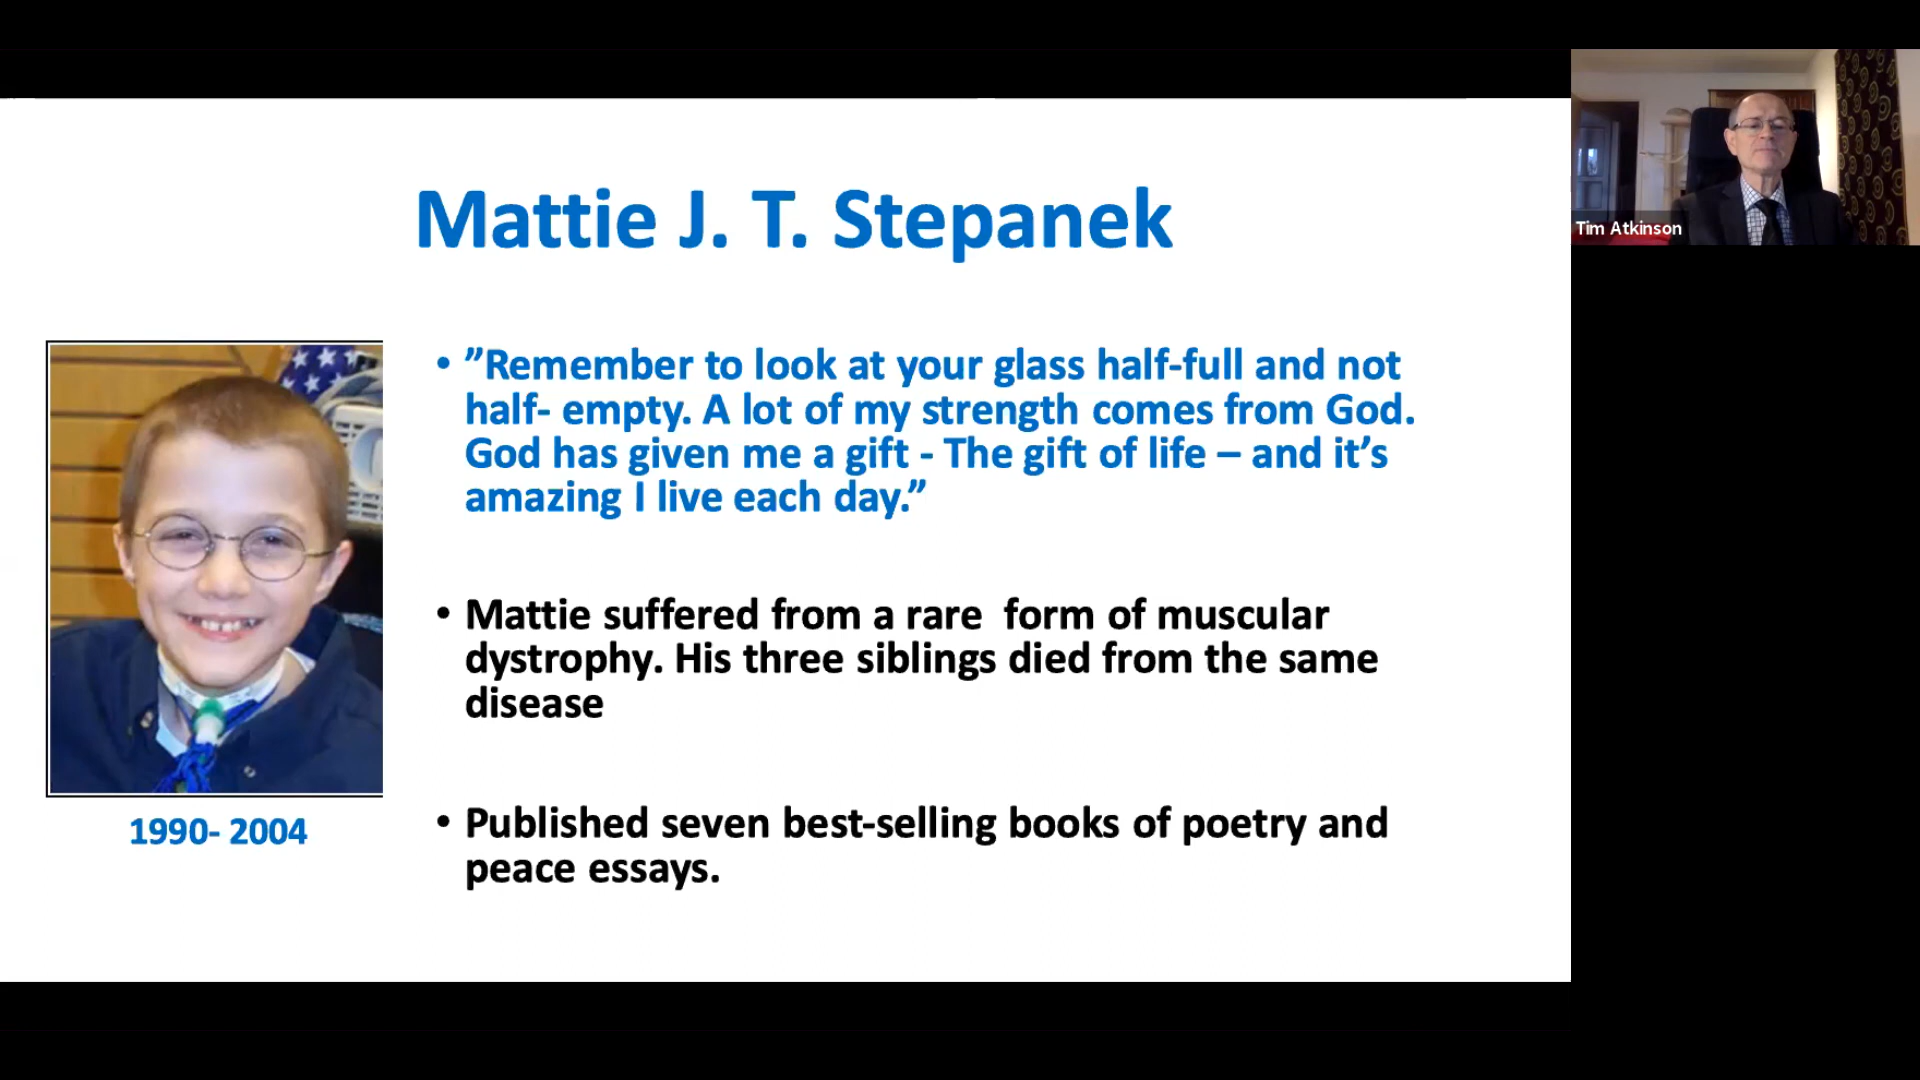 Mattie J. T. Stepanek
• ”Remember to look at your glass half-full and not
half- empty. A lot of my strength comes from God.
God has given me a gift - The gift of life – and it’s
amazing I live each day.”
• Mattie suffered from a rare  form of muscular
dystrophy. His three siblings died from the same
disease
• Published seven best-selling books of poetry and
peace essays.
1990- 2004
Tim Atkinson